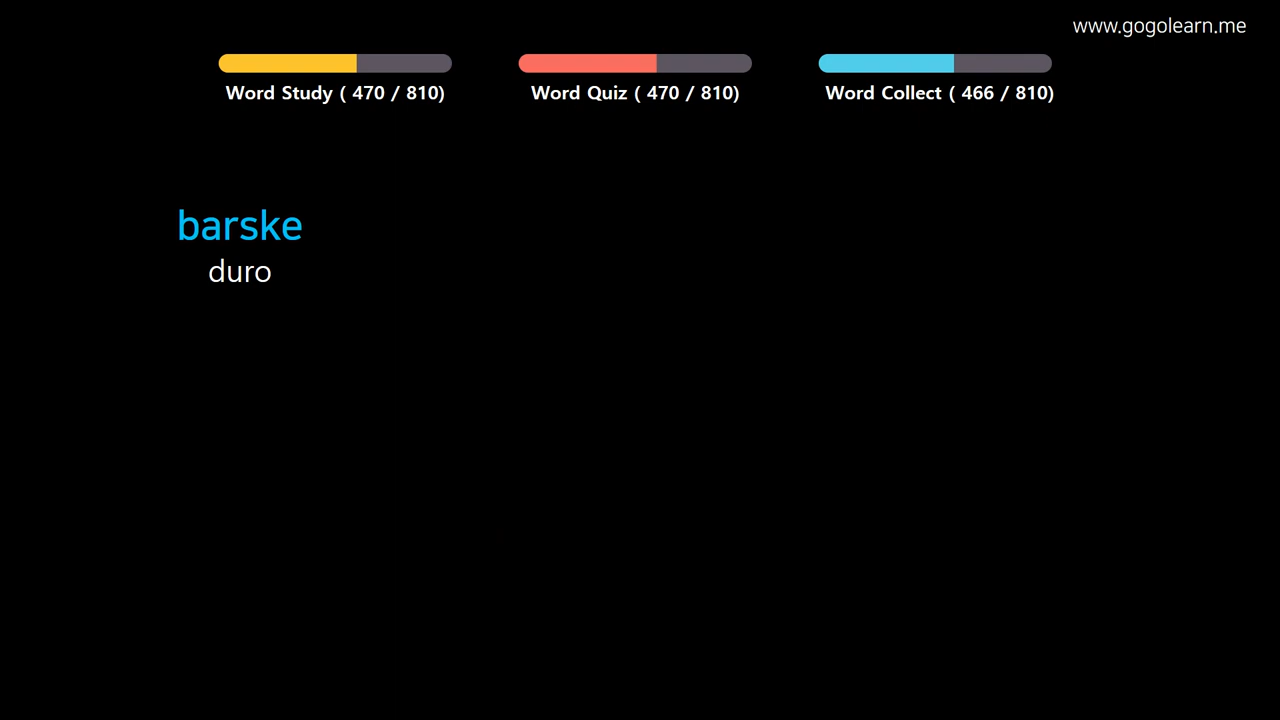 www.gogolearn.me
Word Study ( 470 / 810)
Word Quiz ( 470 / 810)
Word Collect ( 466 / 810)
barske
duro